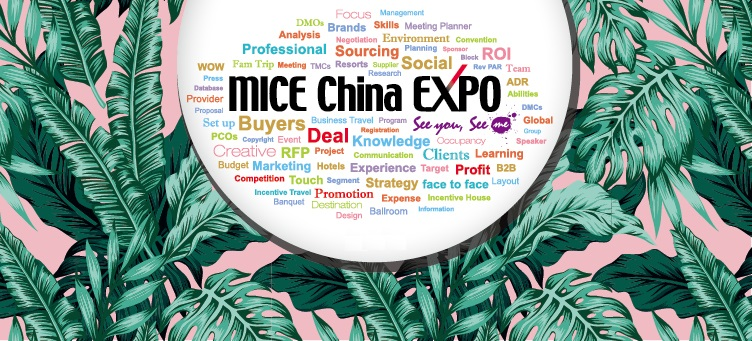 Focus Management
DMOs Brands Skills Meeting Planner
Analysis Negotiation Environment Convention
Professional Sourcing Planning Sponsor Block ROI
WOW Fam Trip Meeting TMCs Resorts Supplier Social Rev PAR Team
Press Research ADR
Database MICE China EXPO Abilities
Provider DMCs
Proposal See you, See me Global
Set up Buyers Business Travel Program Group
PCOs Copyright Event Deal Registration Knowledge Occupancy Speaker
Creative RFP Project Communication Clients Learning
Budget Marketing Hotels Experience Target Profit B2B
Competition Touch Segment Strategy face to face Layout
Incentive Travel Promotion Expense Incentive House
Banquet Destination
Design Ballroom Information